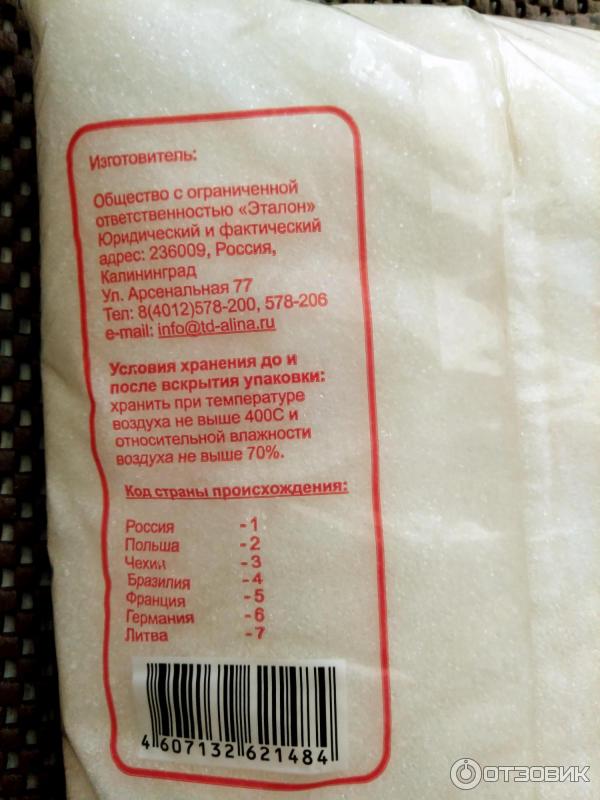 Изготовитель:
Общество с ограниченной
ответственностью «Эталон»
Юридический и фактический
адрес: 236009, Россия,
Калининград
Ул. Арсенальная 77
Тел: 8(4012)578-200, 578-206
e-mail: info@td-alina.ru
Условия хранения до и
после вскрытия упаковки:
хранить при температуре
воздуха не выше 400С и
относительной влажности
воздуха не выше 70%.
Код страны происхождения:
Россия -1
Польша -2
Чехия -3
Бразилия -4
Франция -5
Германия -6
Литва -7
4 607132 621484
ОТЗОВИК